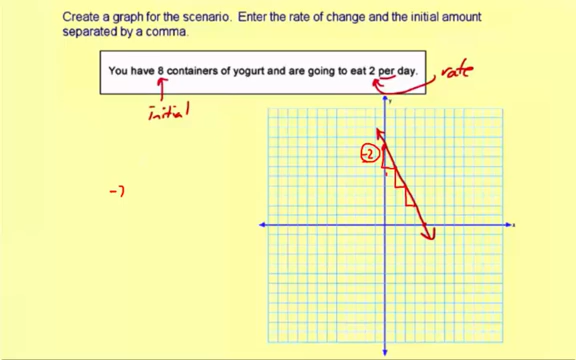 Create a graph for the scenario. Enter the rate of change and the initial amount
separated by a comma.
You have 8 containers of yogurt and are going to eat 2 per day.
rate
initial
y
-2
-2
x